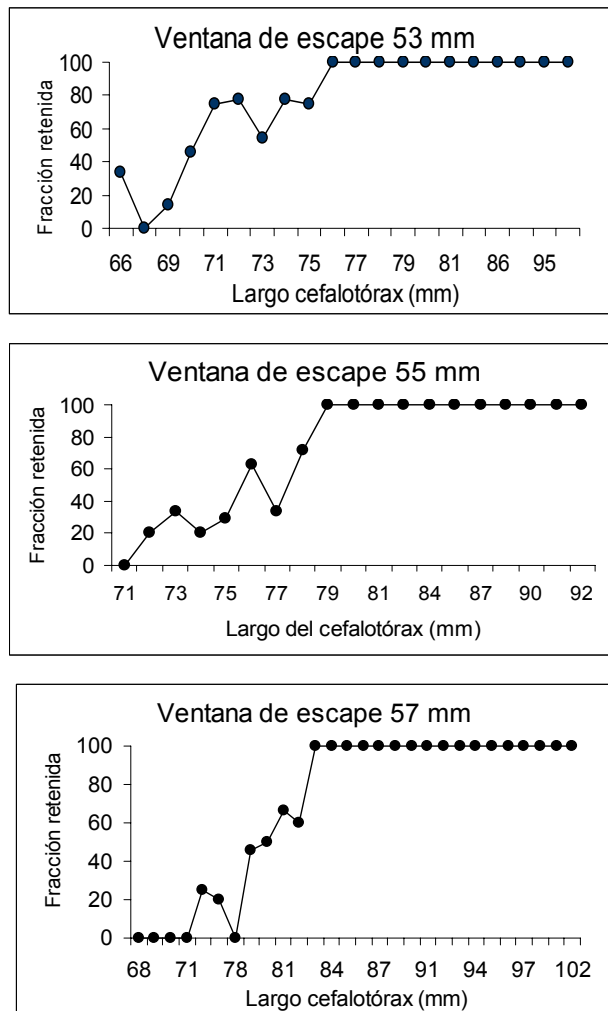 Ventana de escape 53 mm
Fracción retenida
100
80
60
40
20
0
66 69 71 73 75 77 79 81 86 95
Largo cefalotórax (mm)
Ventana de escape 55 mm
Fracción retenida
100
80
60
40
20
0
71 73 75 77 79 81 84 87 90 92
Largo del cefalotórax (mm)
Ventana de escape 57 mm
Fracción retenida
100
80
60
40
20
0
68 71 78 81 84 87 91 94 97 102
Largo cefalotórax (mm)